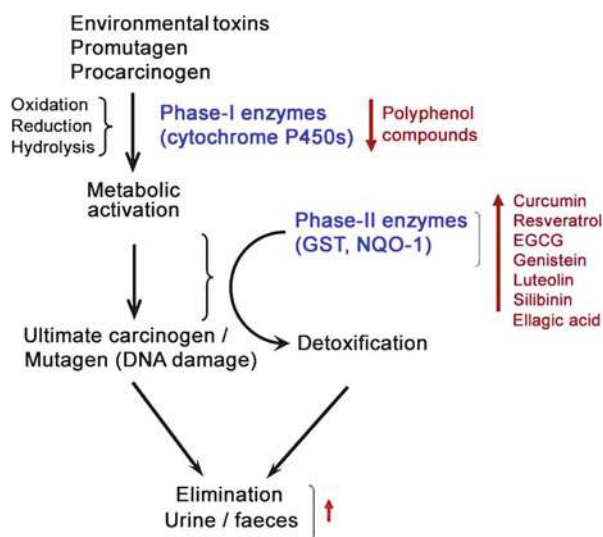 Environmental toxins
Promutagen
Procarcinogen
Oxidation
Reduction
Hydrolysis
Phase-I enzymes
(cytochrome P450s)
Polyphenol
compounds
Metabolic
activation
Phase-II enzymes
(GST, NQO-1)
Curcumin
Resveratrol
EGCG
Genistein
Luteolin
Silibinin
Ellagic acid
Ultimate carcinogen /
Mutagen (DNA damage)
Detoxification
Elimination
Urine / faeces